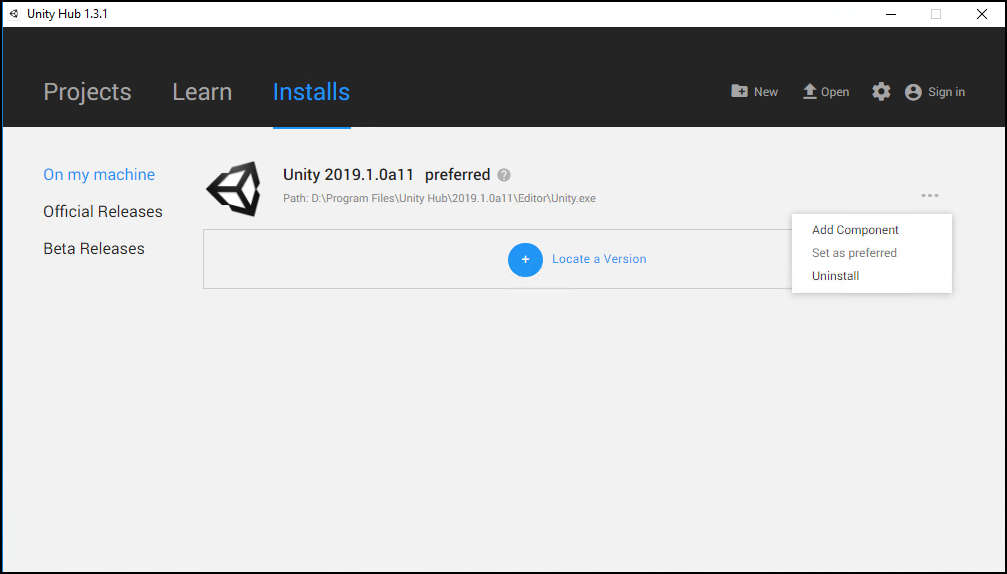 Unity Hub 1.3.1
Projects Learn Installs New Open Sign in
On my machine
Official Releases
Beta Releases
Unity 2019.1.0a11 preferred ?
Path: D:\Program Files\Unity Hub\2019.1.0a11\Editor\Unity.exe
Add Component
Set as preferred
Uninstall
+ Locate a Version